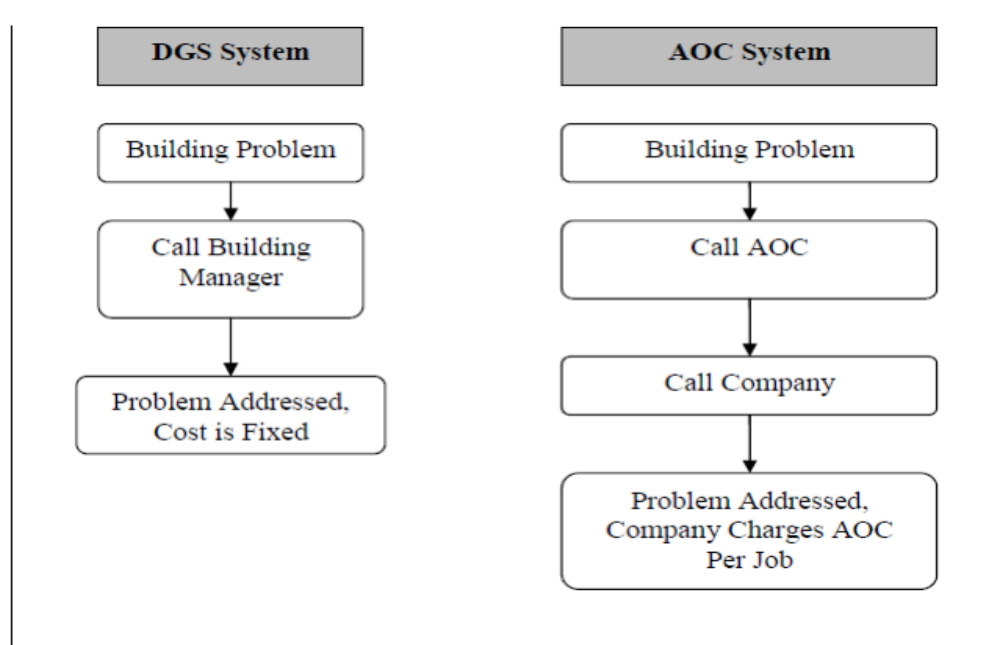 DGS System
Building Problem
Call Building
Manager
Problem Addressed,
Cost is Fixed
AOC System
Building Problem
Call AOC
Call Company
Problem Addressed,
Company Charges AOC
Per Job